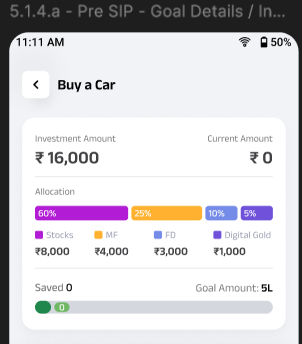 5.1.4.a - Pre SIP - Goal Details / In...
11:11 AM 50%
Buy a Car
Investment Amount Current Amount
₹ 16,000 ₹ 0
Allocation
60% 25% 10% 5%
Stocks MF FD Digital Gold
₹8,000 ₹4,000 ₹3,000 ₹1,000
Saved 0 Goal Amount: 5L
0